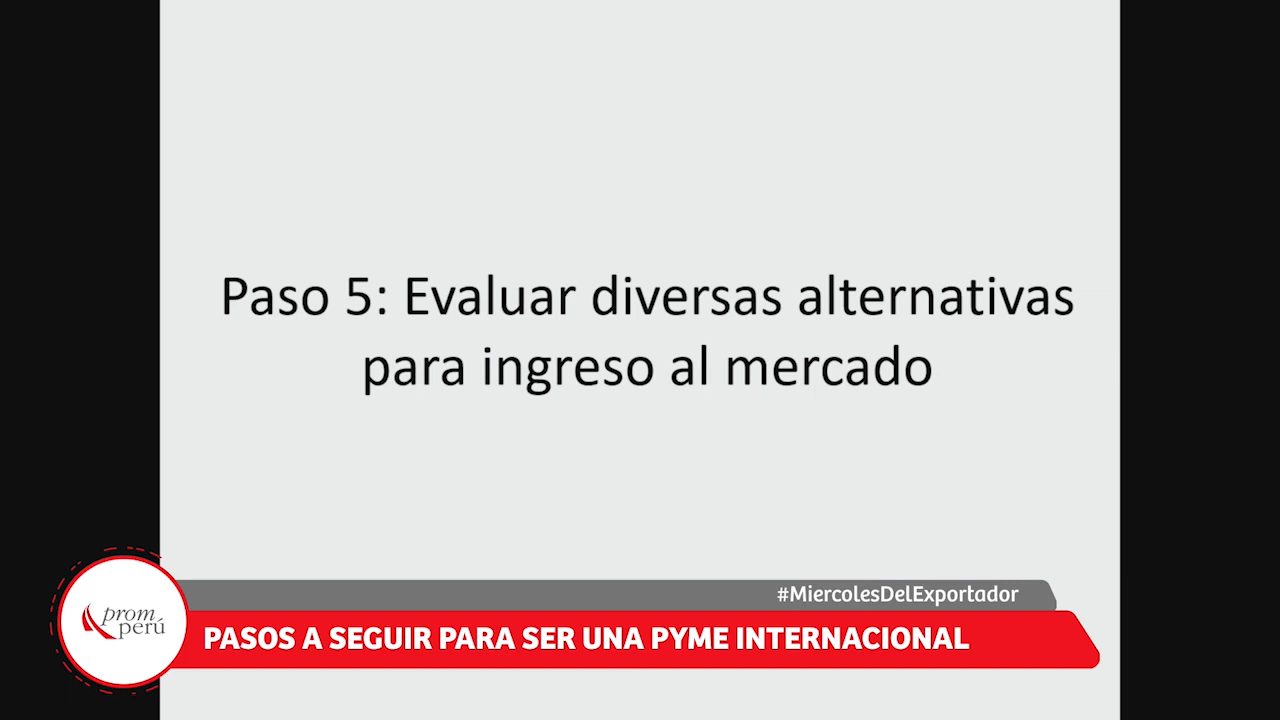 Paso 5: Evaluar diversas alternativas
para ingreso al mercado
#MiercolesDelExportador
prom
perú
PASOS A SEGUIR PARA SER UNA PYME INTERNACIONAL